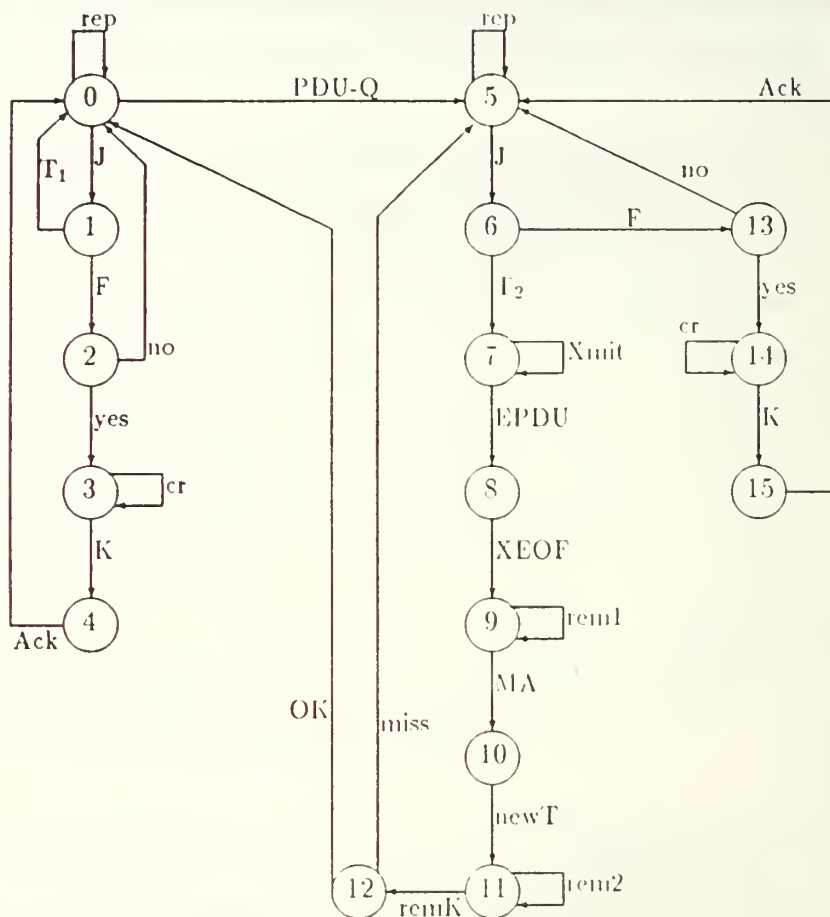 rep
rep
0
PDU-Q
5
Ack
T₁
J
J
no
1
6
F
13
F
T₂
yes
2
no
7
Xmit
cr
14
yes
EPDU
K
3
cr
8
15
K
XEOF
4
9
rem1
Ack
MA
OK
miss
10
newT
12
remK
11
rem2